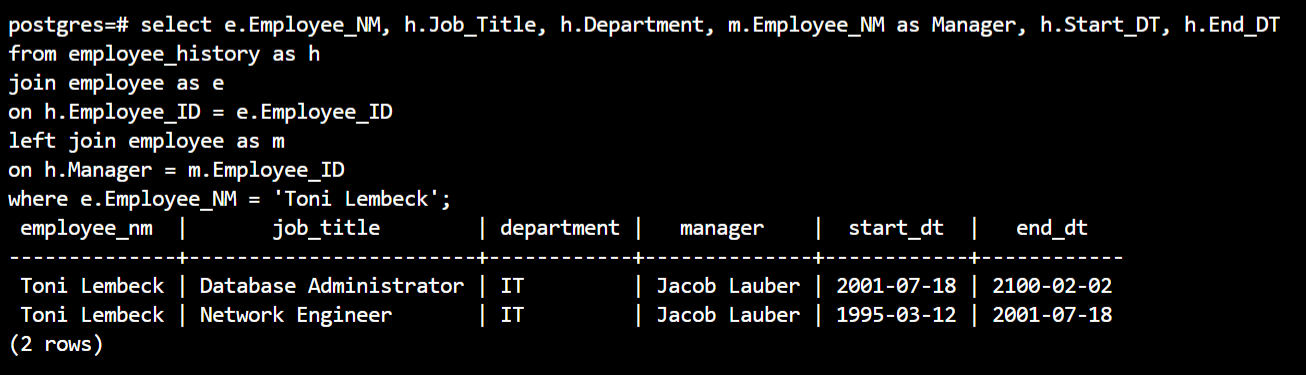 postgres=# select e.Employee_NM, h.Job_Title, h.Department, m.Employee_NM as Manager, h.Start_DT, h.End_DT
from employee_history as h
join employee as e
on h.Employee_ID = e.Employee_ID
left join employee as m
on h.Manager = m.Employee_ID
where e.Employee_NM = 'Toni Lembeck';
 employee_nm  |       job_title        | department |   manager    |  start_dt  |   end_dt
--------------+------------------------+------------+--------------+------------+------------
 Toni Lembeck | Database Administrator | IT         | Jacob Lauber | 2001-07-18 | 2100-02-02
 Toni Lembeck | Network Engineer       | IT         | Jacob Lauber | 1995-03-12 | 2001-07-18
(2 rows)